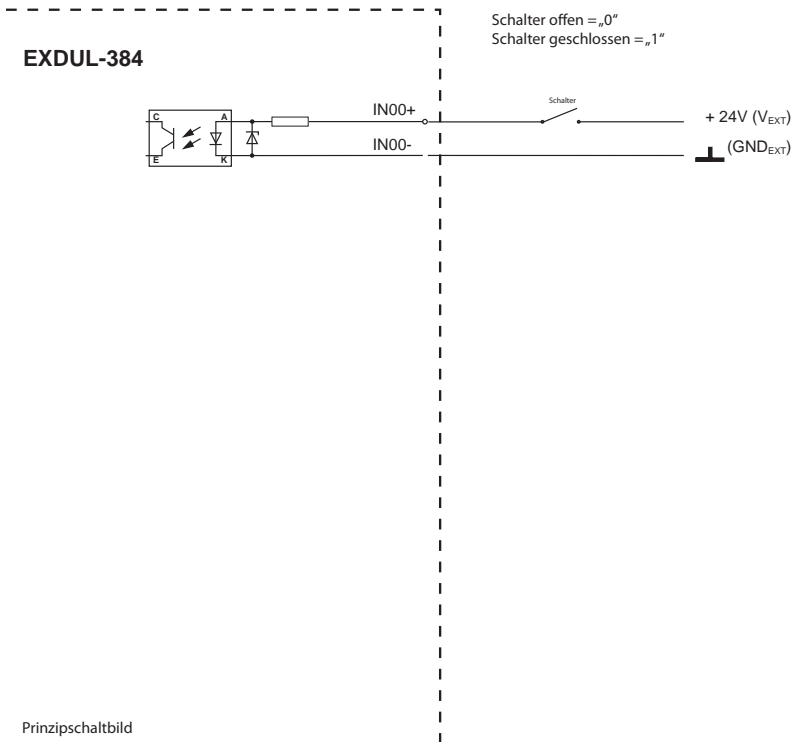 Schalter offen =„0“
Schalter geschlossen =„1“
EXDUL-384
Schalter
C A IN00+ + 24V (VEXT)
E K IN00- (GNDEXT)
Prinzipschaltbild